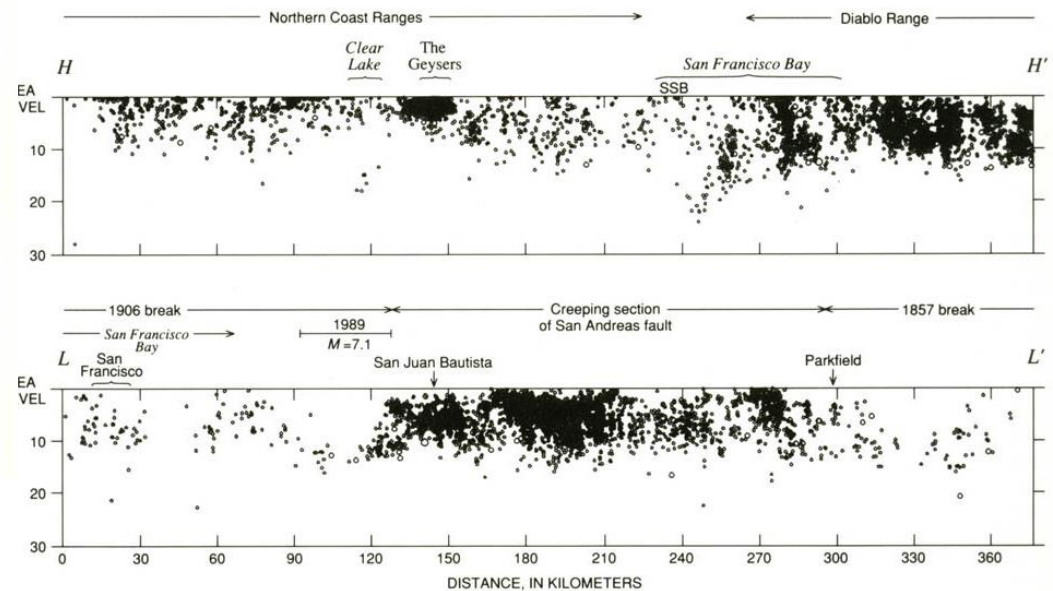 Northern Coast Ranges
Diablo Range
Clear
Lake
The
Geysers
San Francisco Bay
H
H'
SSB
EA
VEL
10
20
30
1906 break
Creeping section
of San Andreas fault
1857 break
San Francisco
Bay
1989
M=7.1
San
Francisco
San Juan Bautista
Parkfield
L
L'
EA
VEL
10
20
30
0 30 60 90 120 150 180 210 240 270 300 330 360
DISTANCE, IN KILOMETERS